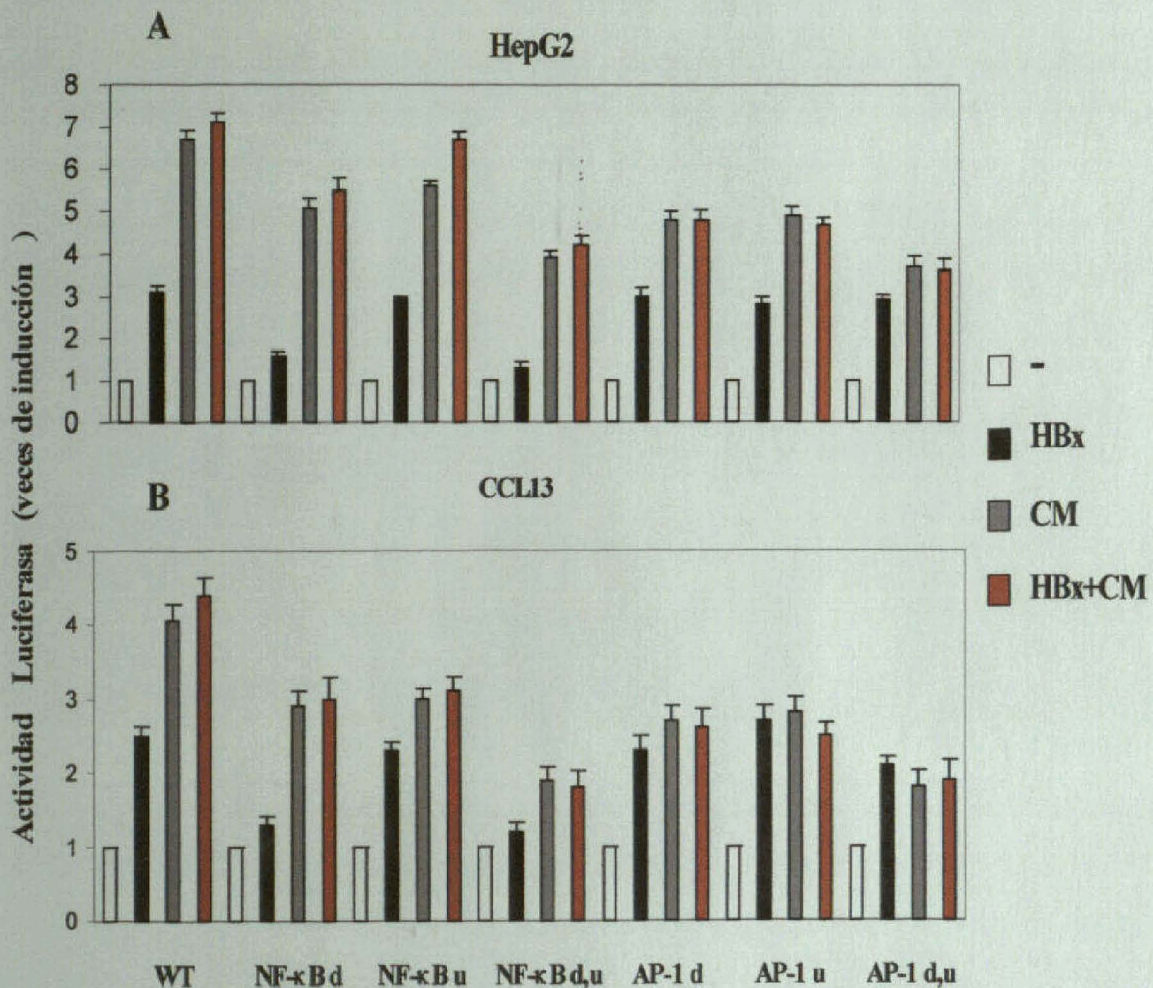 A
HepG2
8
7
6
5
4
3
2
1
0
Actividad Luciferasa (veces de inducción )
-
HBx
CM
HBx+CM
B
CCL13
5
4
3
2
1
0
WT NF-κB d NF-κB u NF-κB d,u AP-1 d AP-1 u AP-1 d,u